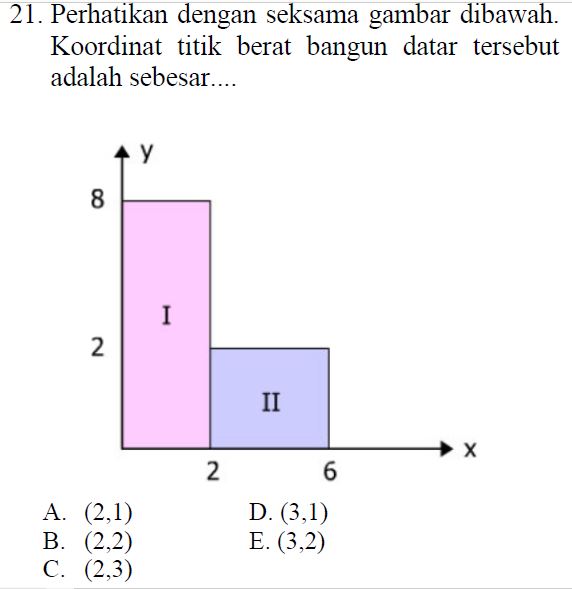 21. Perhatikan dengan seksama gambar dibawah.
Koordinat titik berat bangun datar tersebut
adalah sebesar....
y
8
I
2
II
x
2 6
A. (2,1) D. (3,1)
B. (2,2) E. (3,2)
C. (2,3)